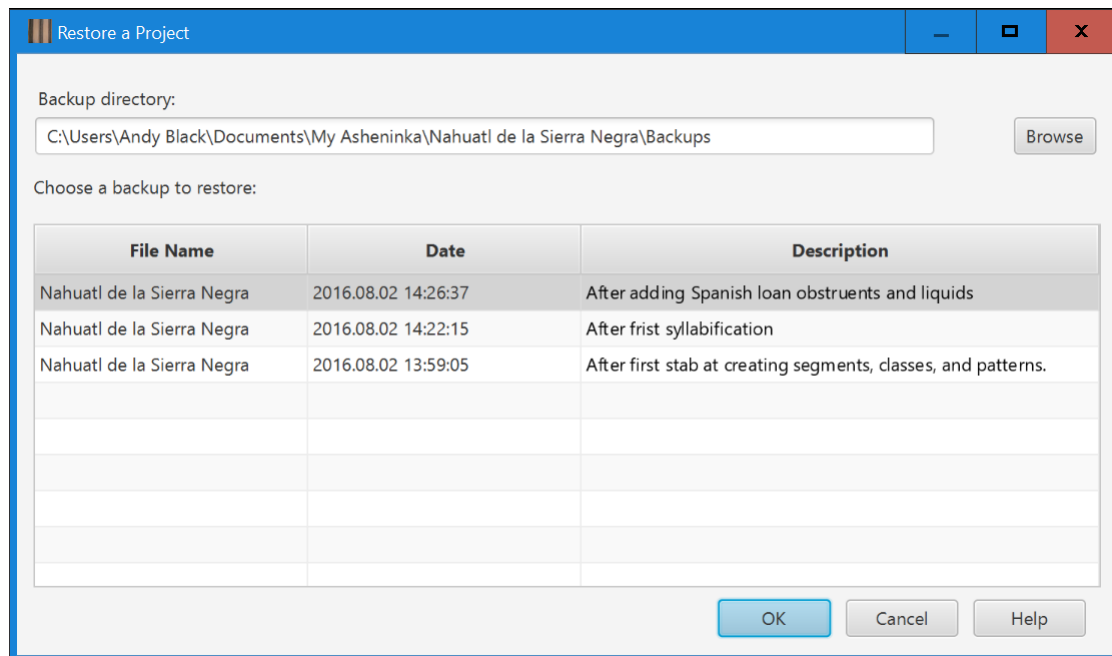 Restore a Project
Backup directory:
C:\Users\Andy Black\Documents\My Asheninka\Nahuatl de la Sierra Negra\Backups
Browse
Choose a backup to restore:
File Name Date Description
Nahuatl de la Sierra Negra 2016.08.02 14:26:37 After adding Spanish loan obstruents and liquids
Nahuatl de la Sierra Negra 2016.08.02 14:22:15 After frist syllabification
Nahuatl de la Sierra Negra 2016.08.02 13:59:05 After first stab at creating segments, classes, and patterns.
OK Cancel Help